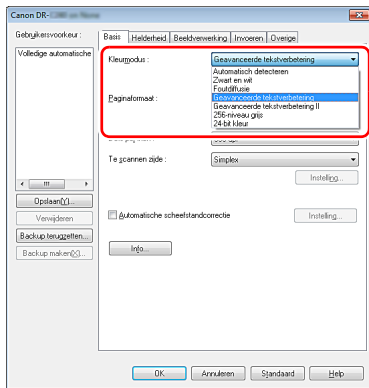 Canon DR-
Gebruikersvoorkeur :
Volledige automatische
Opslaan(Y)...
Verwijderen
Backup terugzetten...
Backup maken(X)...
Basis
Helderheid
Beeldverwerking
Invoeren
Overige
Kleurmodus :
Geavanceerde tekstverbetering
Automatisch detecteren
Zwart en wit
Foutdiffusie
Geavanceerde tekstverbetering
Geavanceerde tekstverbetering II
256-niveau grijs
24-bit kleur
Paginaformaat :
Te scannen zijde :
Simplex
Instelling...
Automatische scheefstandcorrectie
Instelling...
Info...
OK
Annuleren
Standaard
Help